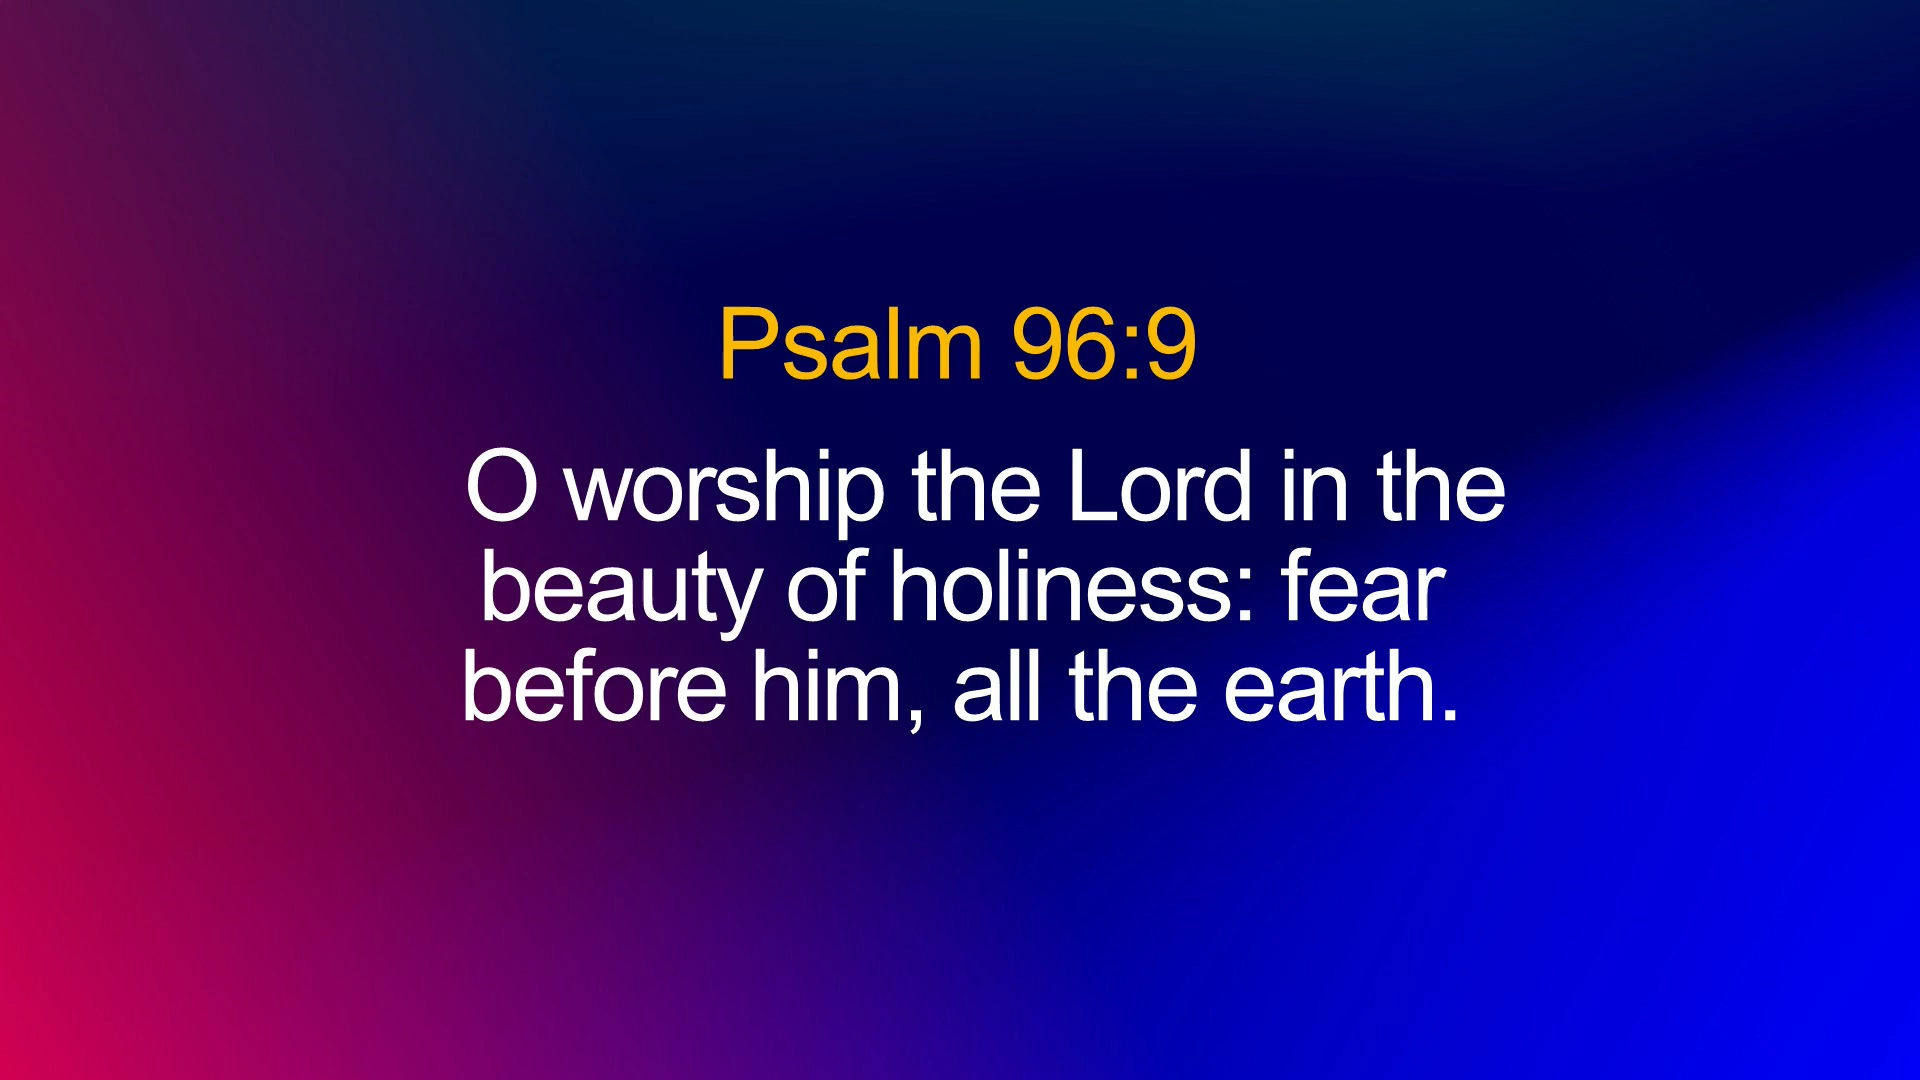 Psalm 96:9
O worship the Lord in the
beauty of holiness: fear
before him, all the earth.